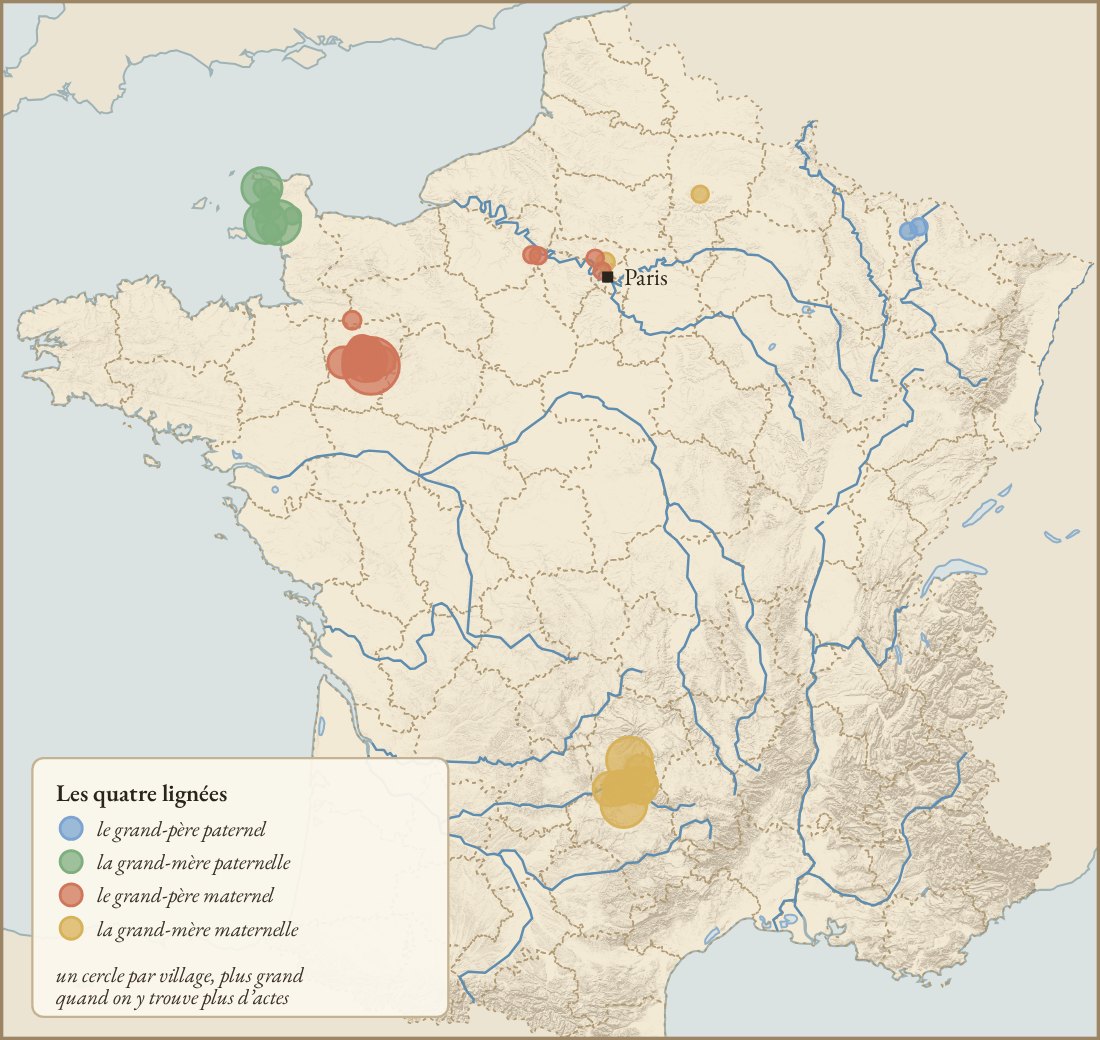 Paris
Les quatre lignées
le grand-père paternel
la grand-mère paternelle
le grand-père maternel
la grand-mère maternelle
un cercle par village, plus grand
quand on y trouve plus d'actes